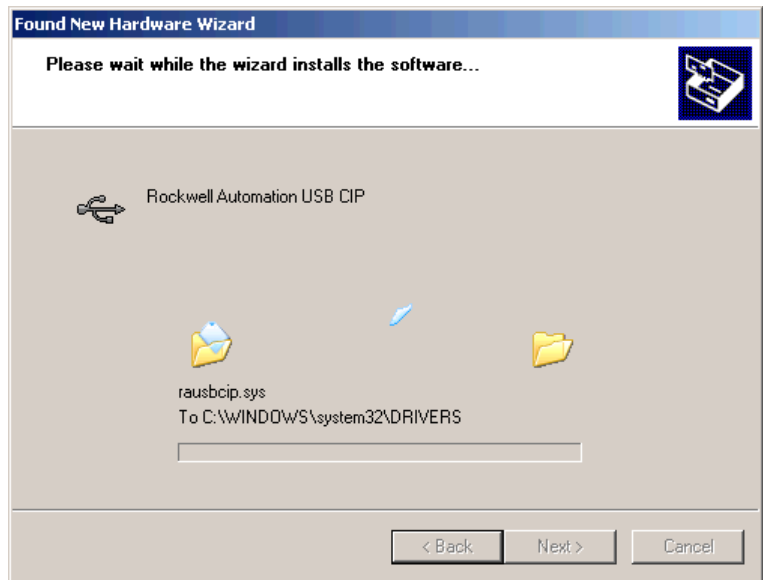 Found New Hardware Wizard
Please wait while the wizard installs the software...
Rockwell Automation USB CIP
rausbcip.sys
To C:\WINDOWS\system32\DRIVERS
< Back
Next >
Cancel